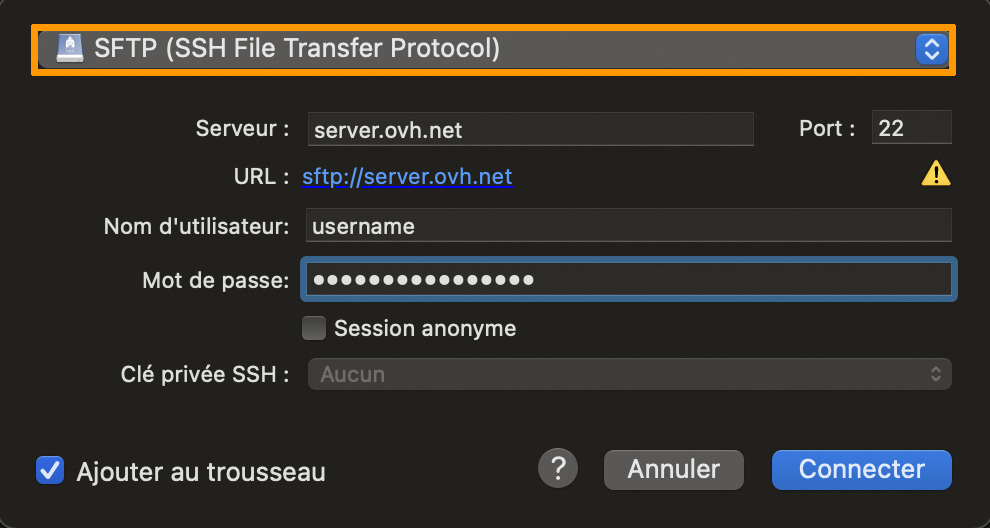 SFTP (SSH File Transfer Protocol)
Serveur : server.ovh.net Port : 22
URL : sftp://server.ovh.net
Nom d'utilisateur: username
Mot de passe: ••••••••••••••••
Session anonyme
Clé privée SSH : Aucun
Ajouter au trousseau ? Annuler Connecter